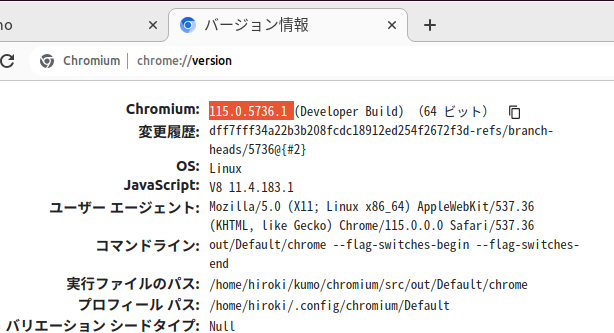 no × バージョン情報 × +
Chromium | chrome://version
Chromium: 115.0.5736.1 (Developer Build) (64 ビット)
変更履歴: dff7fff34a22b3b208fcdc18912ed254f2672f3d-refs/branch-
heads/5736@{#2}
OS: Linux
JavaScript: V8 11.4.183.1
ユーザー エージェント: Mozilla/5.0 (X11; Linux x86_64) AppleWebKit/537.36
(KHTML, like Gecko) Chrome/115.0.0.0 Safari/537.36
コマンドライン: out/Default/chrome --flag-switches-begin --flag-switches-
end
実行ファイルのパス: /home/hiroki/kumo/chromium/src/out/Default/chrome
プロフィール パス: /home/hiroki/.config/chromium/Default
バリエーション シードタイプ: Null